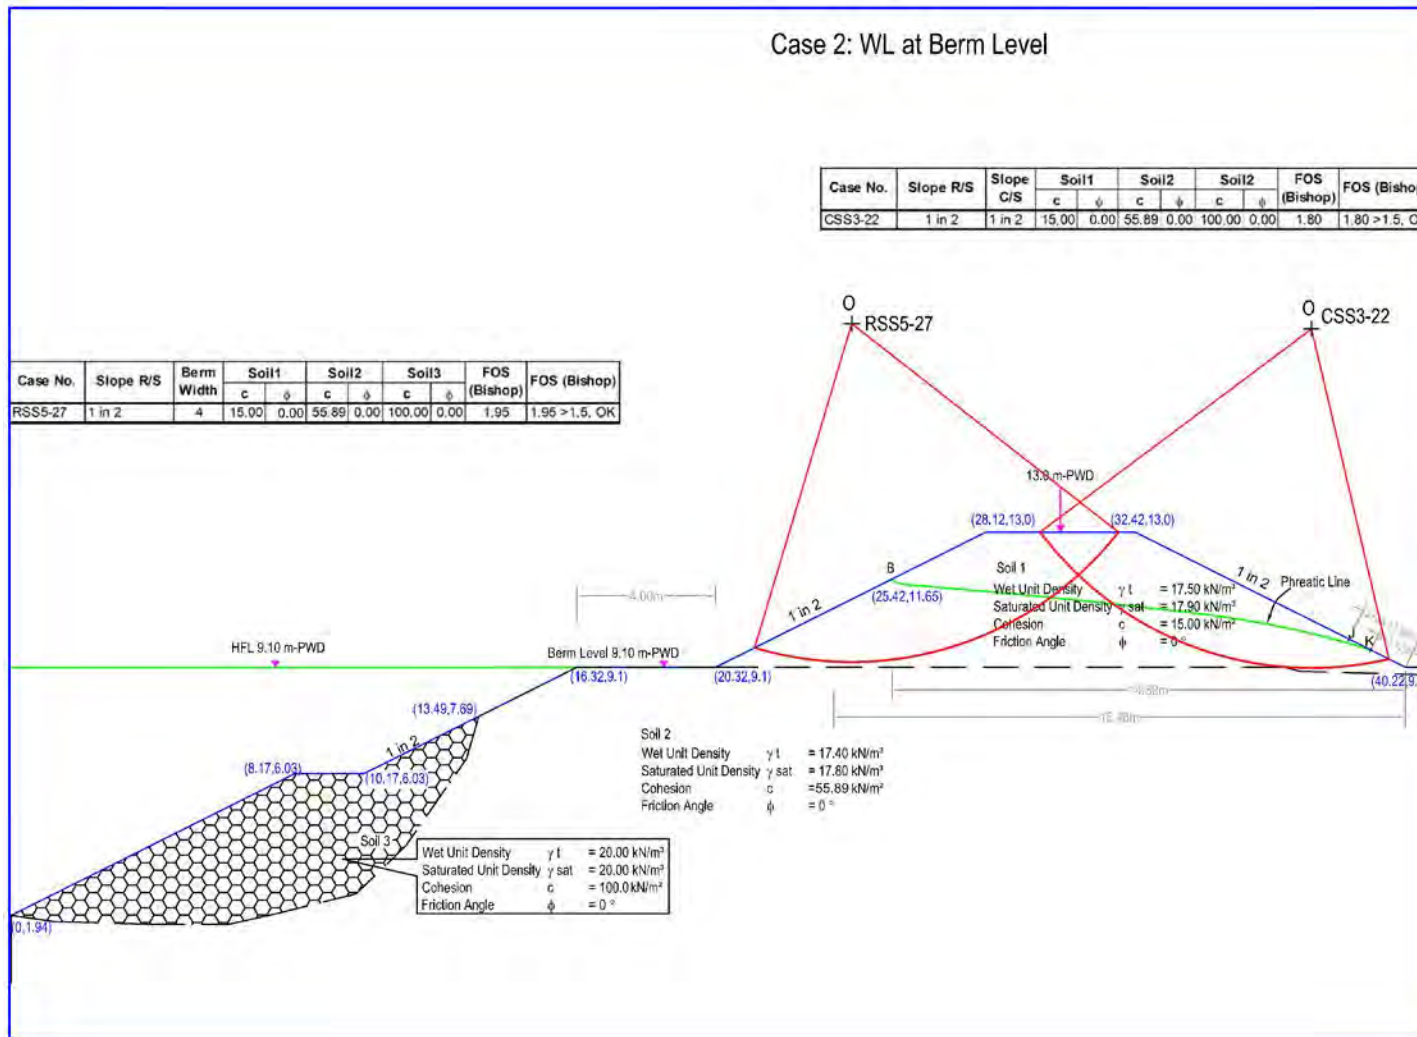 Case 2: WL at Berm Level
Case No. Slope R/S Slope C/S Soil1 Soil2 Soil2 FOS (Bishop) FOS (Bishop
c ϕ c ϕ c ϕ
CSS3-22 1 in 2 1 in 2 15.00 0.00 55.89 0.00 100.00 0.00 1.80 1.80 >1.5, O
O RSS5-27
O CSS3-22
Case No. Slope R/S Berm Width Soil1 Soil2 Soil3 FOS (Bishop) FOS (Bishop)
c ϕ c ϕ c ϕ
RSS5-27 1 in 2 4 15.00 0.00 55.89 0.00 100.00 0.00 1.95 1.95 >1.5, OK
13.0 m-PWD
(28.12,13.0)
(32.42,13.0)
B
(25.42,11.65)
1 in 2
4.00m
Soil 1
Wet Unit Density γ t = 17.50 kN/m³
Saturated Unit Density γ sat = 17.90 kN/m³
Cohesion c = 15.00 kN/m²
Friction Angle ϕ = 0 °
1 in 2
Phreatic Line
J
K
HFL 9.10 m-PWD
Berm Level 9.10 m-PWD
(16.32,9.1)
(20.32,9.1)
(40.22,9.
(13.49,7.69)
1 in 2
(8.17,6.03)
(10.17,6.03)
Soil 2
Wet Unit Density γ t = 17.40 kN/m³
Saturated Unit Density γ sat = 17.60 kN/m³
Cohesion c =55.89 kN/m²
Friction Angle ϕ = 0 °
Soil 3
Wet Unit Density γ t = 20.00 kN/m³
Saturated Unit Density γ sat = 20.00 kN/m³
Cohesion c = 100.0 kN/m²
Friction Angle ϕ = 0 °
(0,1.94)